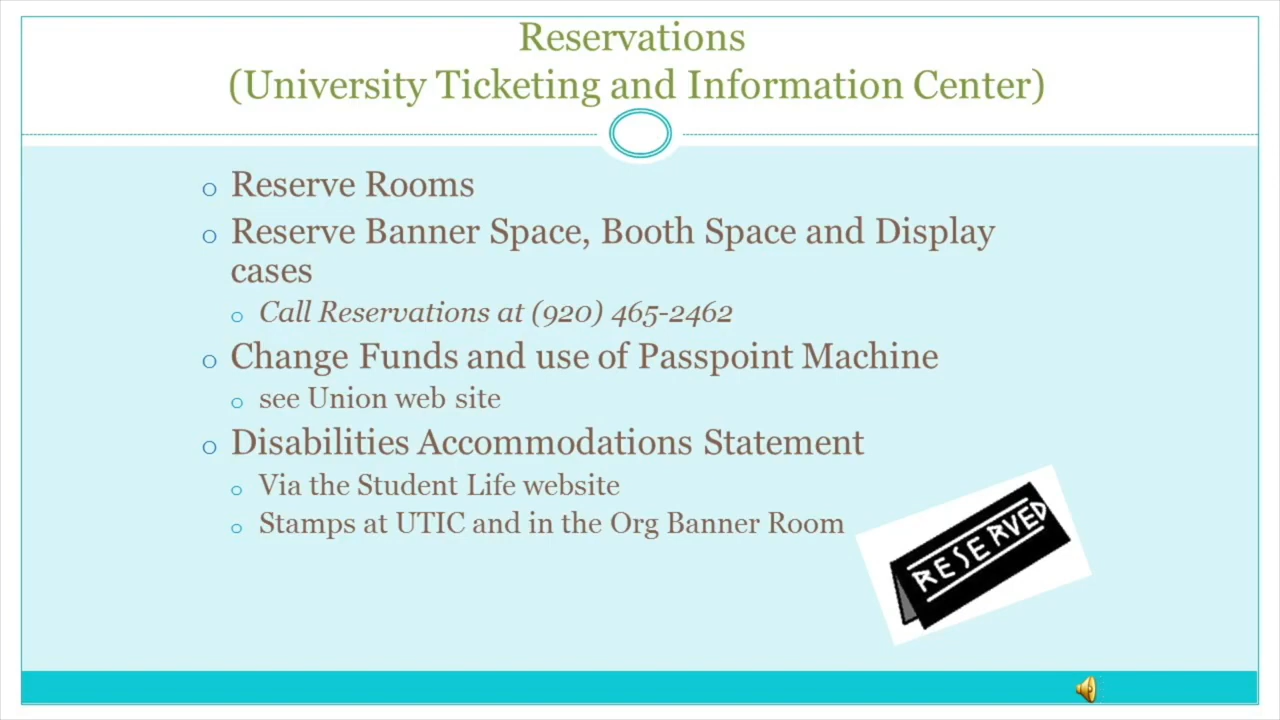 Reservations
(University Ticketing and Information Center)
Reserve Rooms
Reserve Banner Space, Booth Space and Display
cases
Call Reservations at (920) 465-2462
Change Funds and use of Passpoint Machine
see Union web site
Disabilities Accommodations Statement
Via the Student Life website
Stamps at UTIC and in the Org Banner Room
RESERVED